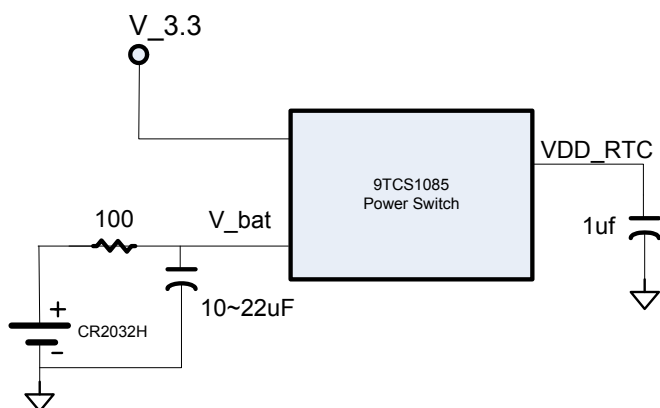 V_3.3
9TCS1085
Power Switch
VDD_RTC
100
V_bat
1uf
10~22uF
+
CR2032H
-